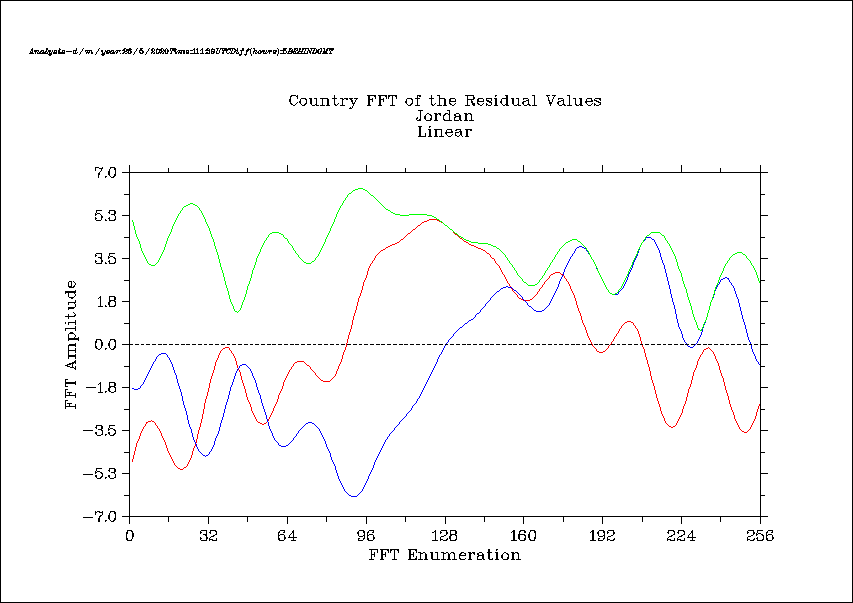 Country FFT of the Residual Values
Jordan
Linear
7.0
5.3
3.5
1.8
0.0
−1.8
−3.5
−5.3
−7.0
FFT Amplitude
0 32 64 96 128 160 192 224 256
FFT Enumeration